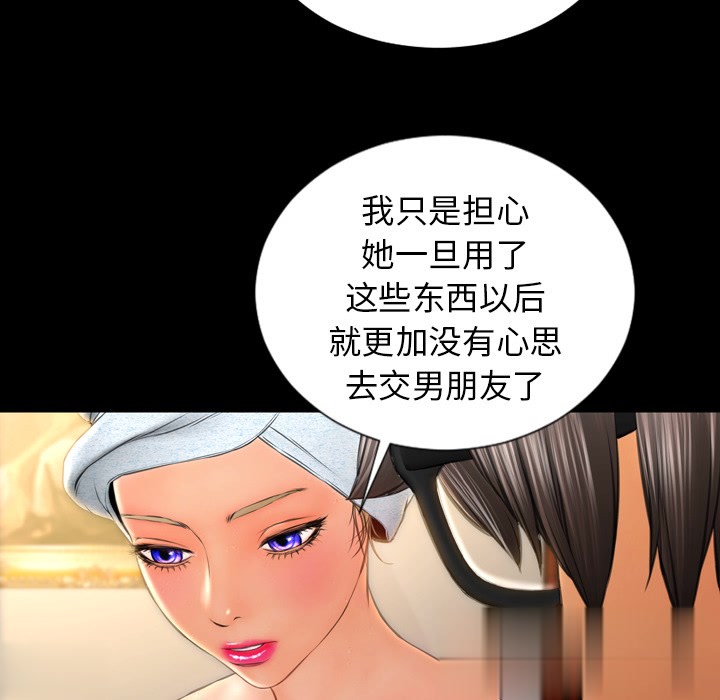 我只是担心
她一旦用了
这些东西以后
就更加没有心思
去交男朋友了